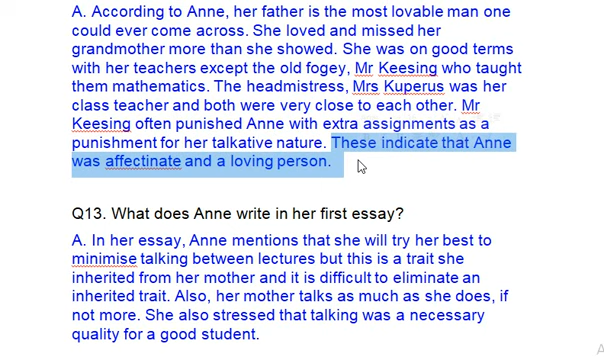 A. According to Anne, her father is the most lovable man one
could ever come across. She loved and missed her
grandmother more than she showed. She was on good terms
with her teachers except the old fogey, Mr Keesing who taught
them mathematics. The headmistress, Mrs Kuperus was her
class teacher and both were very close to each other. Mr
Keesing often punished Anne with extra assignments as a
punishment for her talkative nature. These indicate that Anne
was affectinate and a loving person.
Q13. What does Anne write in her first essay?
A. In her essay, Anne mentions that she will try her best to
minimise talking between lectures but this is a trait she
inherited from her mother and it is difficult to eliminate an
inherited trait. Also, her mother talks as much as she does, if
not more. She also stressed that talking was a necessary
quality for a good student.
A